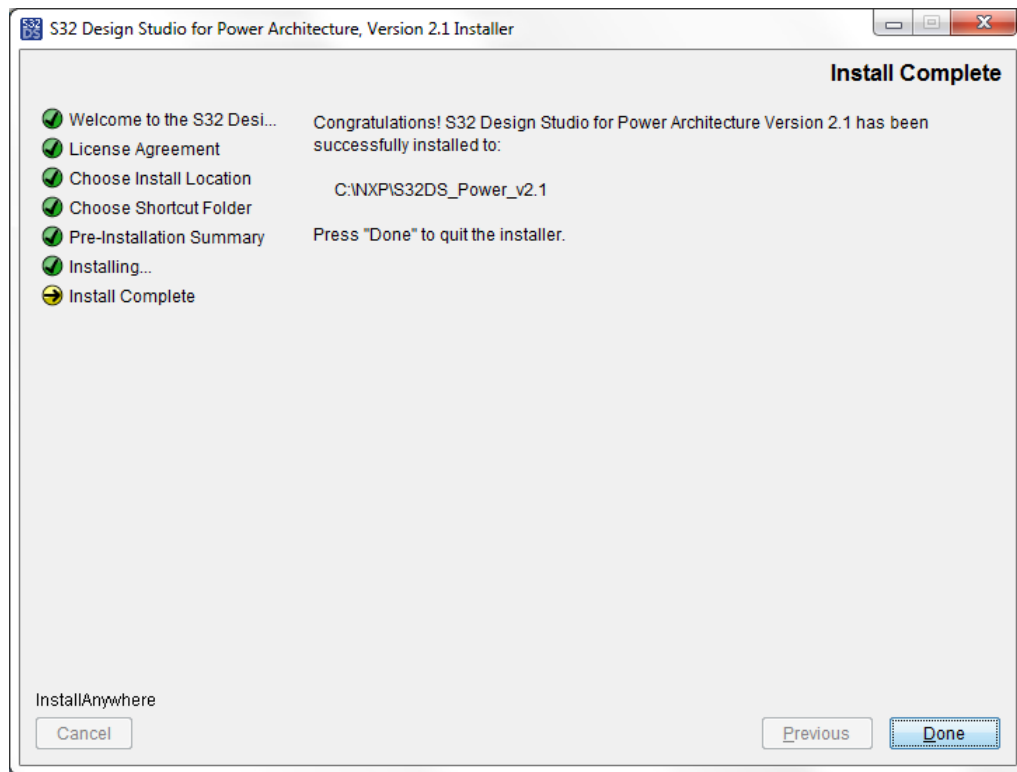 S32 DS
S32 Design Studio for Power Architecture, Version 2.1 Installer
Install Complete
Welcome to the S32 Desi...
License Agreement
Choose Install Location
Choose Shortcut Folder
Pre-Installation Summary
Installing...
Install Complete
Congratulations! S32 Design Studio for Power Architecture Version 2.1 has been
successfully installed to:
C:\NXP\S32DS_Power_v2.1
Press "Done" to quit the installer.
InstallAnywhere
Cancel
Previous
Done